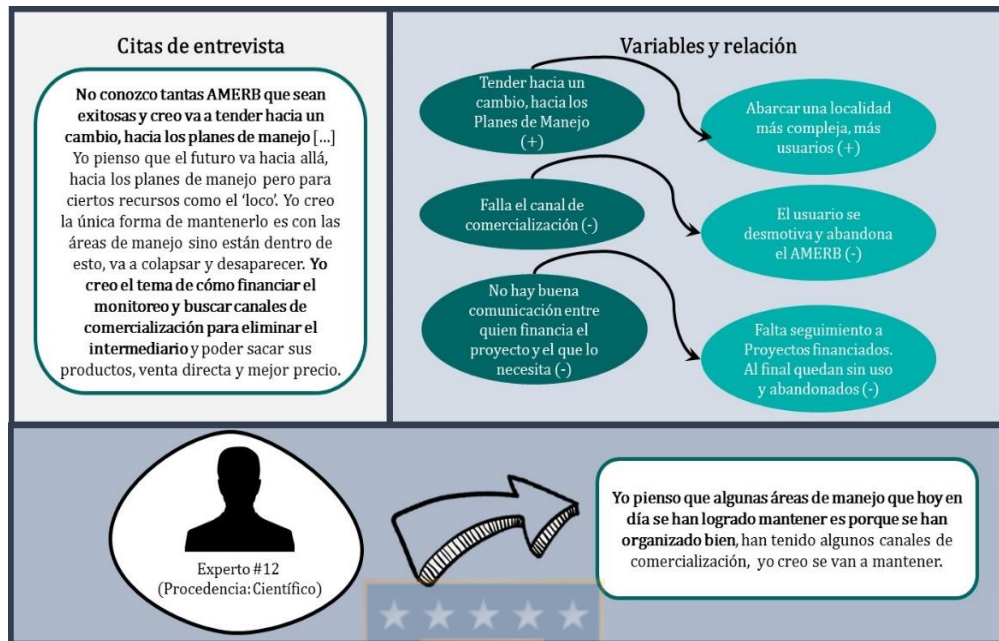 Citas de entrevista
No conozco tantas AMERB que sean
exitosas y creo va a tender hacia un
cambio, hacia los planes de manejo [...]
Yo pienso que el futuro va hacia allá,
hacia los planes de manejo pero para
ciertos recursos como el ‘loco’. Yo creo
la única forma de mantenerlo es con las
áreas de manejo sino están dentro de
esto, va a colapsar y desaparecer. Yo
creo el tema de cómo financiar el
monitoreo y buscar canales de
comercialización para eliminar el
intermediario y poder sacar sus
productos, venta directa y mejor precio.
Variables y relación
Tender hacia un
cambio, hacia los
Planes de Manejo
(+)
Abarcar una localidad
más compleja, más
usuarios (+)
Falla el canal de
comercialización (-)
El usuario se
desmotiva y abandona
el AMERB (-)
No hay buena
comunicación entre
quien financia el
proyecto y el que lo
necesita (-)
Falta seguimiento a
Proyectos financiados.
Al final quedan sin uso
y abandonados (-)
Experto #12
(Procedencia: Científico)
Yo pienso que algunas áreas de manejo que hoy en
día se han logrado mantener es porque se han
organizado bien, han tenido algunos canales de
comercialización, yo creo se van a mantener.